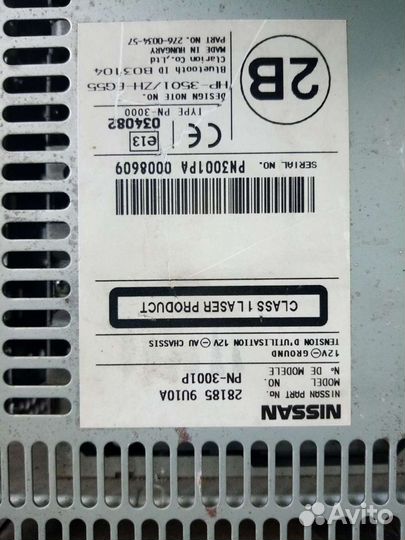 NISSAN
NISSAN PART No. 28185 9U10A
MODEL NO. PN-3001P
N° DE MODELE
12V ⊖ GROUND
TENSION D'UTILISATION 12V ⊖ AU CHASSIS
CLASS 1 LASER PRODUCT
SERIAL NO. PN3001PA 0008609
e13
034082
CE
TYPE PN-3000
DESIGN NOTE NO.
HP-3501/ZH-EG55
Bluetooth ID B03104
Clarion Co.,Ltd
MADE IN HUNGARY
PART NO. 276-0034-57
2B
Avito